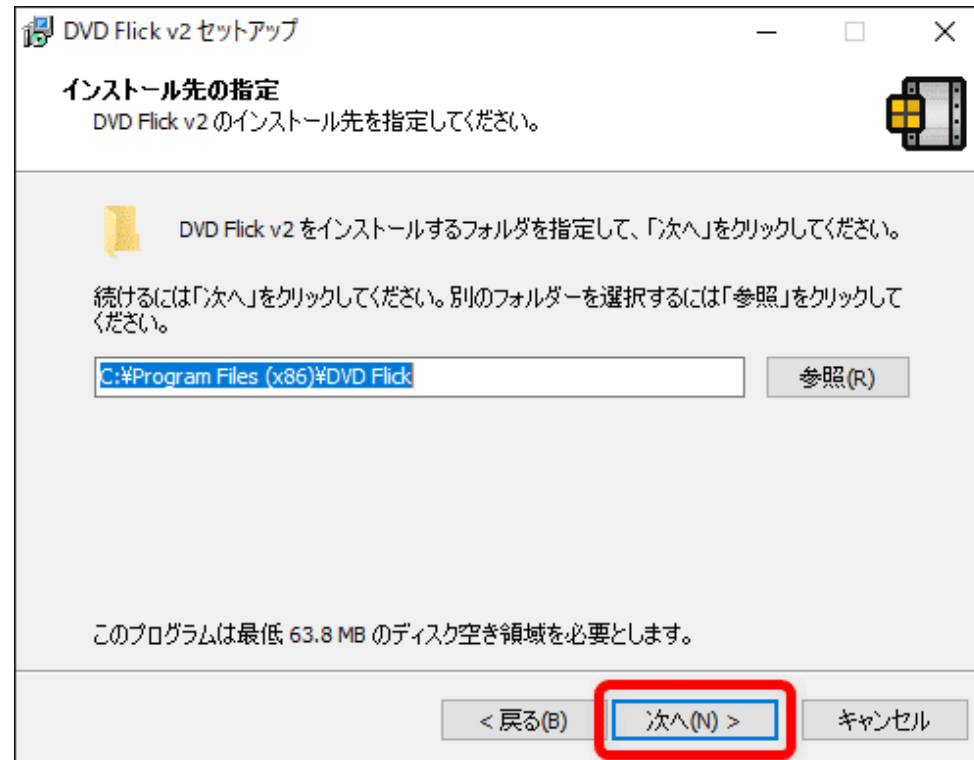 DVD Flick v2 セットアップ
インストール先の指定
DVD Flick v2 のインストール先を指定してください。
DVD Flick v2 をインストールするフォルダを指定して、「次へ」をクリックしてください。
続けるには「次へ」をクリックしてください。別のフォルダーを選択するには「参照」をクリックして
ください。
C:¥Program Files (x86)¥DVD Flick
参照(R)
このプログラムは最低 63.8 MB のディスク空き領域を必要とします。
< 戻る(B)
次へ(N) >
キャンセル